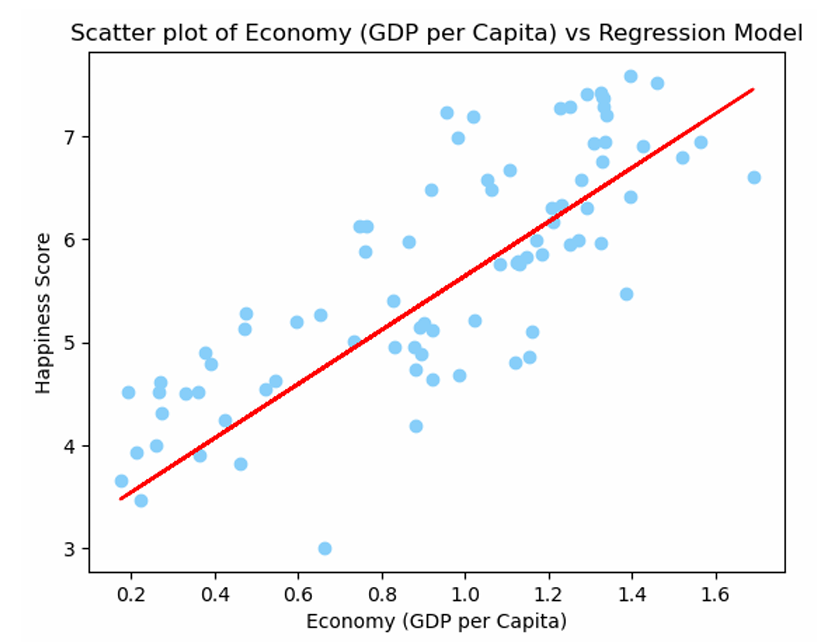 Scatter plot of Economy (GDP per Capita) vs Regression Model
7
6
5
4
3
Happiness Score
0.2 0.4 0.6 0.8 1.0 1.2 1.4 1.6
Economy (GDP per Capita)